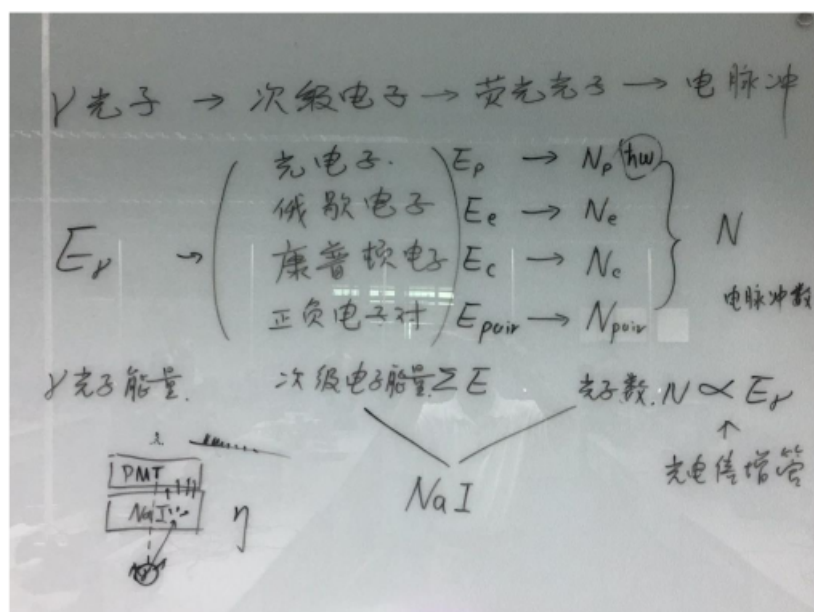 γ光子 → 次级电子 → 荧光光子 → 电脉冲
光电子. Ep → Np ħω
俄歇电子 Ee → Ne
Eγ → 康普顿电子 Ec → Nc N
正负电子对 Epair → Npair 电脉冲数
γ光子能量. 次级电子能量ΣE 光子数. N ∝ Eγ
↑
光电倍增管
NaI
PMT
NaI η